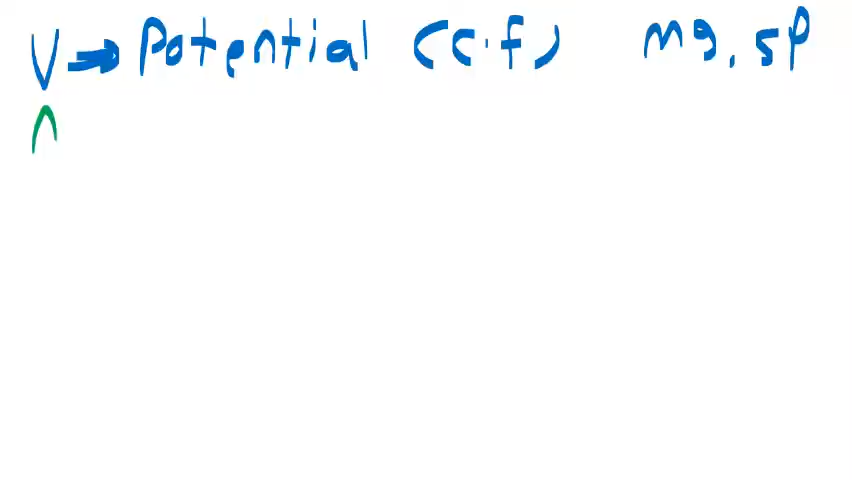 V → Potential (c.f) mg. sp